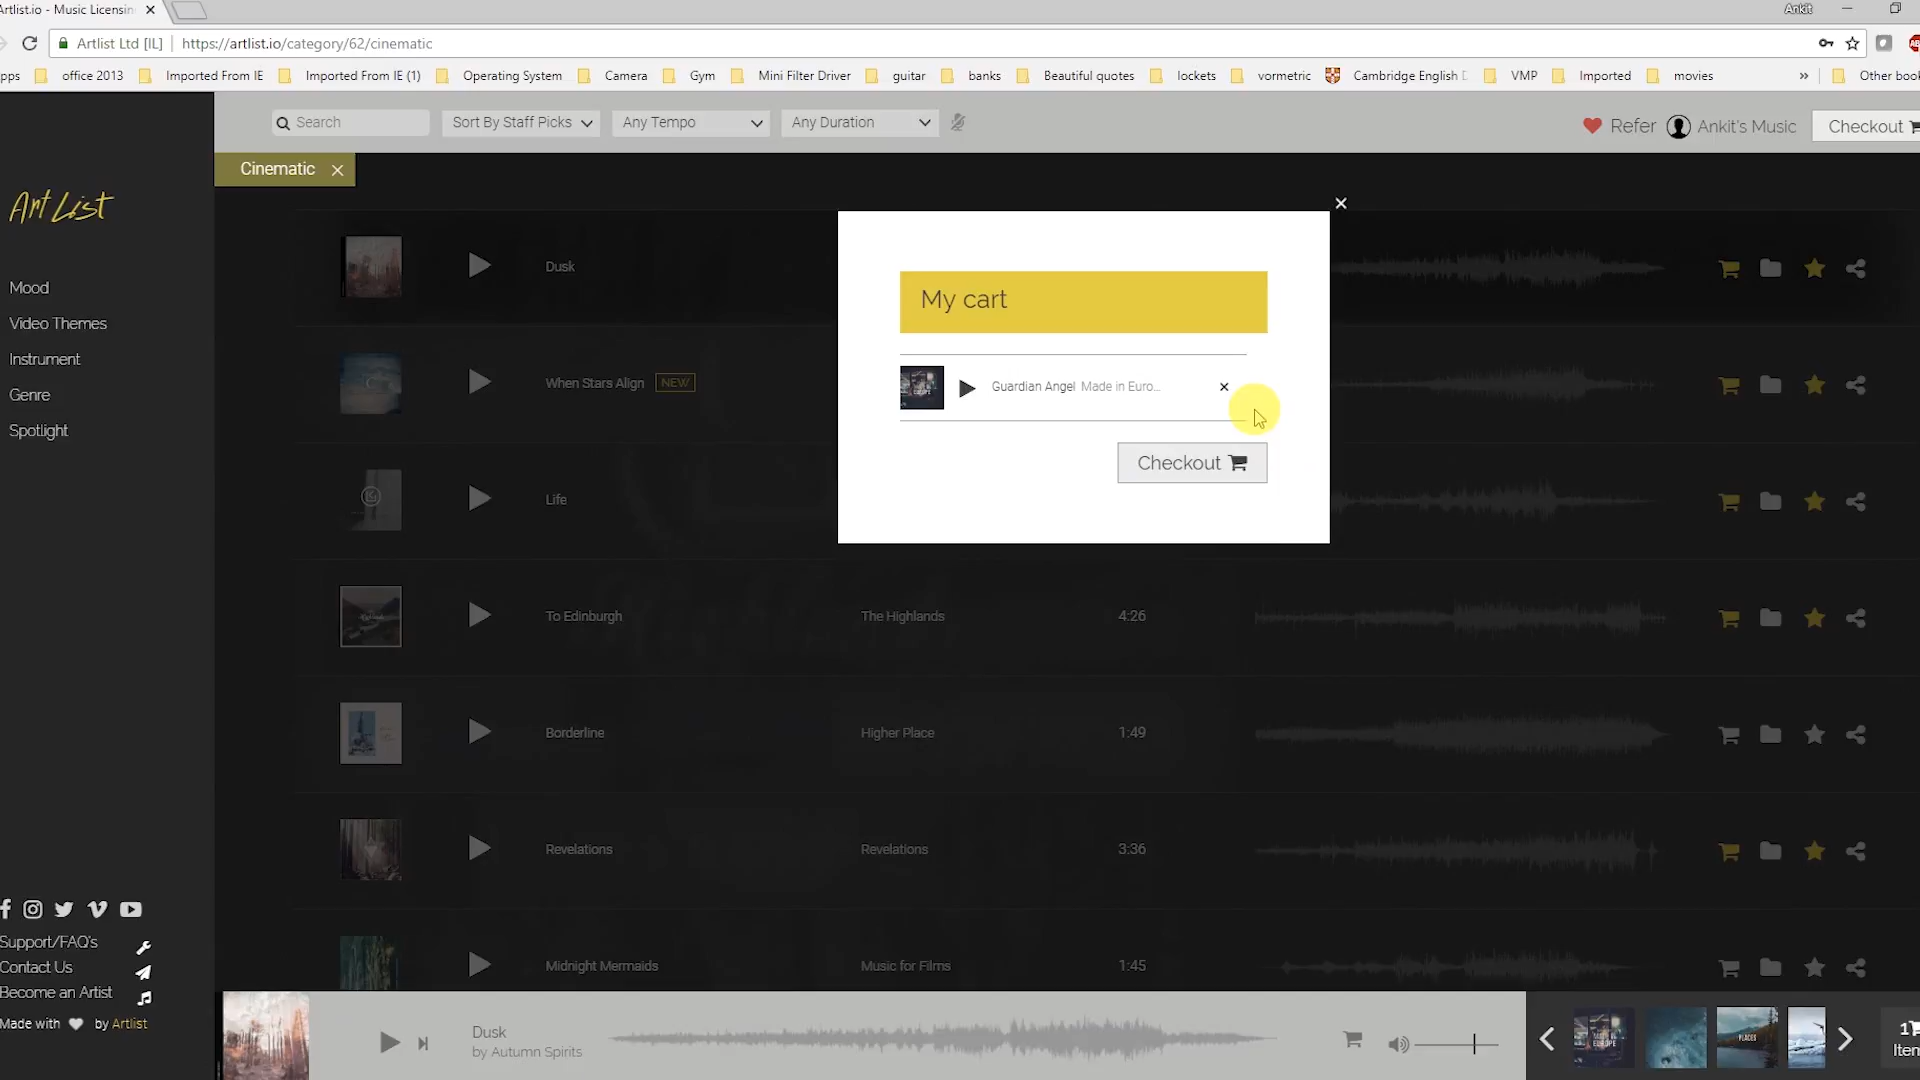 Artlist.io - Music Licensin
Ankit
Artlist Ltd [IL] https://artlist.io/category/62/cinematic
pps office 2013 Imported From IE Imported From IE (1) Operating System Camera Gym Mini Filter Driver guitar banks Beautiful quotes lockets vormetric Cambridge English VMP Imported movies » Other book
Search Sort By Staff Picks Any Tempo Any Duration Refer Ankit's Music Checkout
Cinematic
Art List
Mood
Video Themes
Instrument
Genre
Spotlight
Dusk
When Stars Align NEW
Life
To Edinburgh The Highlands 4:26
Borderline Higher Place 1:49
Revelations Revelations 3:36
Midnight Mermaids Music for Films 1:45
My cart
Guardian Angel Made in Euro...
Checkout
Support/FAQ's
Contact Us
Become an Artist
Made with by Artlist
Dusk
by Autumn Spirits
EUROPE
PLACES
1
Item